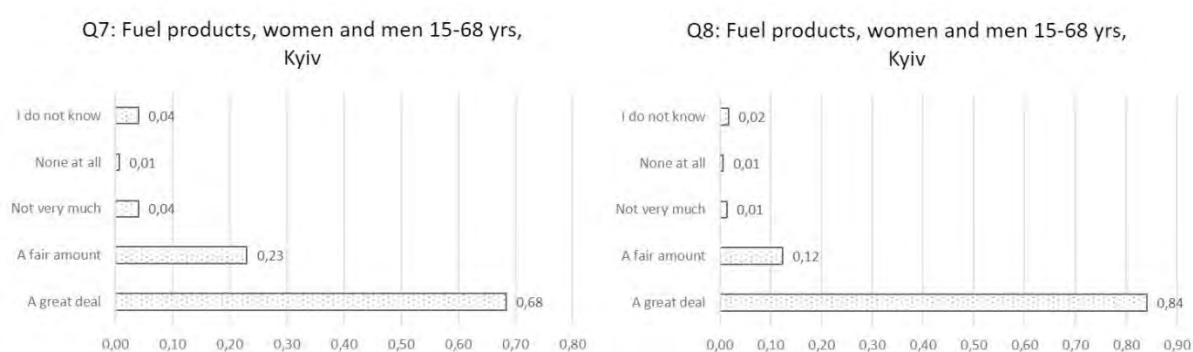 Q7: Fuel products, women and men 15-68 yrs,
Kyiv
I do not know 0,04
None at all 0,01
Not very much 0,04
A fair amount 0,23
A great deal 0,68
0,00 0,10 0,20 0,30 0,40 0,50 0,60 0,70 0,80
Q8: Fuel products, women and men 15-68 yrs,
Kyiv
I do not know 0,02
None at all 0,01
Not very much 0,01
A fair amount 0,12
A great deal 0,84
0,00 0,10 0,20 0,30 0,40 0,50 0,60 0,70 0,80 0,90